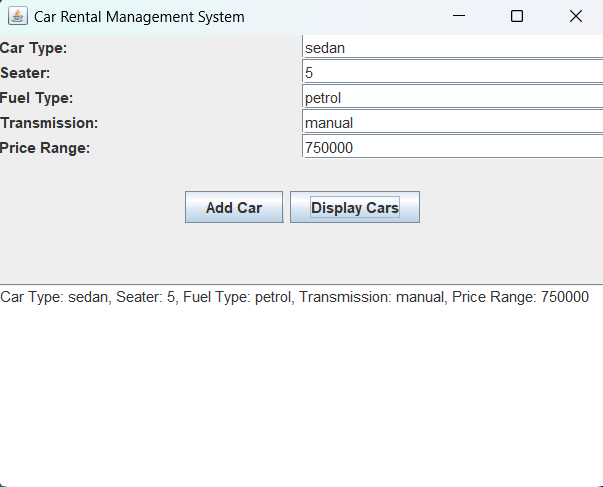 Car Rental Management System
Car Type: sedan
Seater: 5
Fuel Type: petrol
Transmission: manual
Price Range: 750000
Add Car Display Cars
Car Type: sedan, Seater: 5, Fuel Type: petrol, Transmission: manual, Price Range: 750000